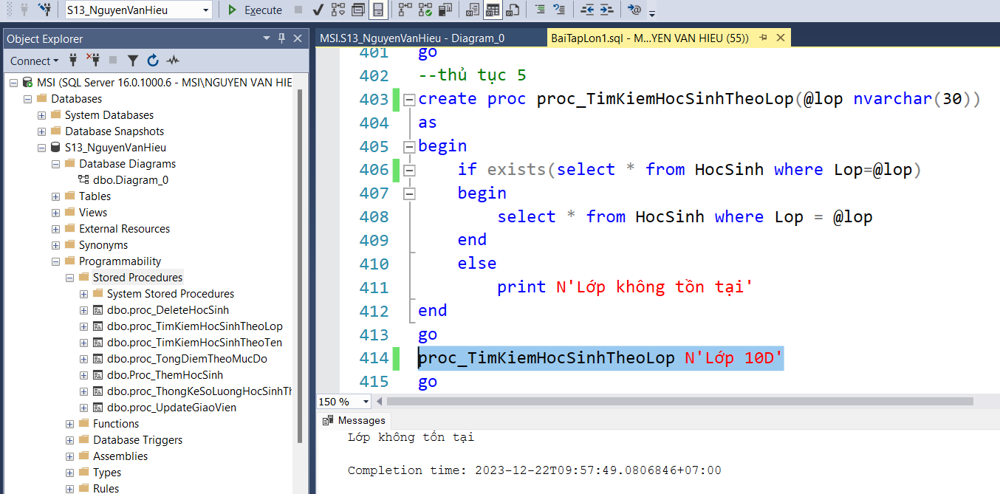 S13_NguyenVanHieu
Execute
Object Explorer
Connect
MSI (SQL Server 16.0.1000.6 - MSI\NGUYEN VAN HIE
Databases
System Databases
Database Snapshots
S13_NguyenVanHieu
Database Diagrams
dbo.Diagram_0
Tables
Views
External Resources
Synonyms
Programmability
Stored Procedures
System Stored Procedures
dbo.proc_DeleteHocSinh
dbo.proc_TimKiemHocSinhTheoLop
dbo.proc_TimKiemHocSinhTheoTen
dbo.proc_TongDiemTheoMucDo
dbo.Proc_ThemHocSinh
dbo.proc_ThongKeSoLuongHocSinhTh
dbo.proc_UpdateGiaoVien
Functions
Database Triggers
Assemblies
Types
Rules
MSI.S13_NguyenVanHieu - Diagram_0
BaiTapLon1.sql - M...YEN VAN HIEU (55))
401 go
402 --thủ tục 5
403 create proc proc_TimKiemHocSinhTheoLop(@lop nvarchar(30))
404 as
405 begin
406 if exists(select * from HocSinh where Lop=@lop)
407 begin
408 select * from HocSinh where Lop = @lop
409 end
410 else
411 print N'Lớp không tồn tại'
412 end
413 go
414 proc_TimKiemHocSinhTheoLop N'Lớp 10D'
415 go
150 %
Messages
Lớp không tồn tại
Completion time: 2023-12-22T09:57:49.0806846+07:00